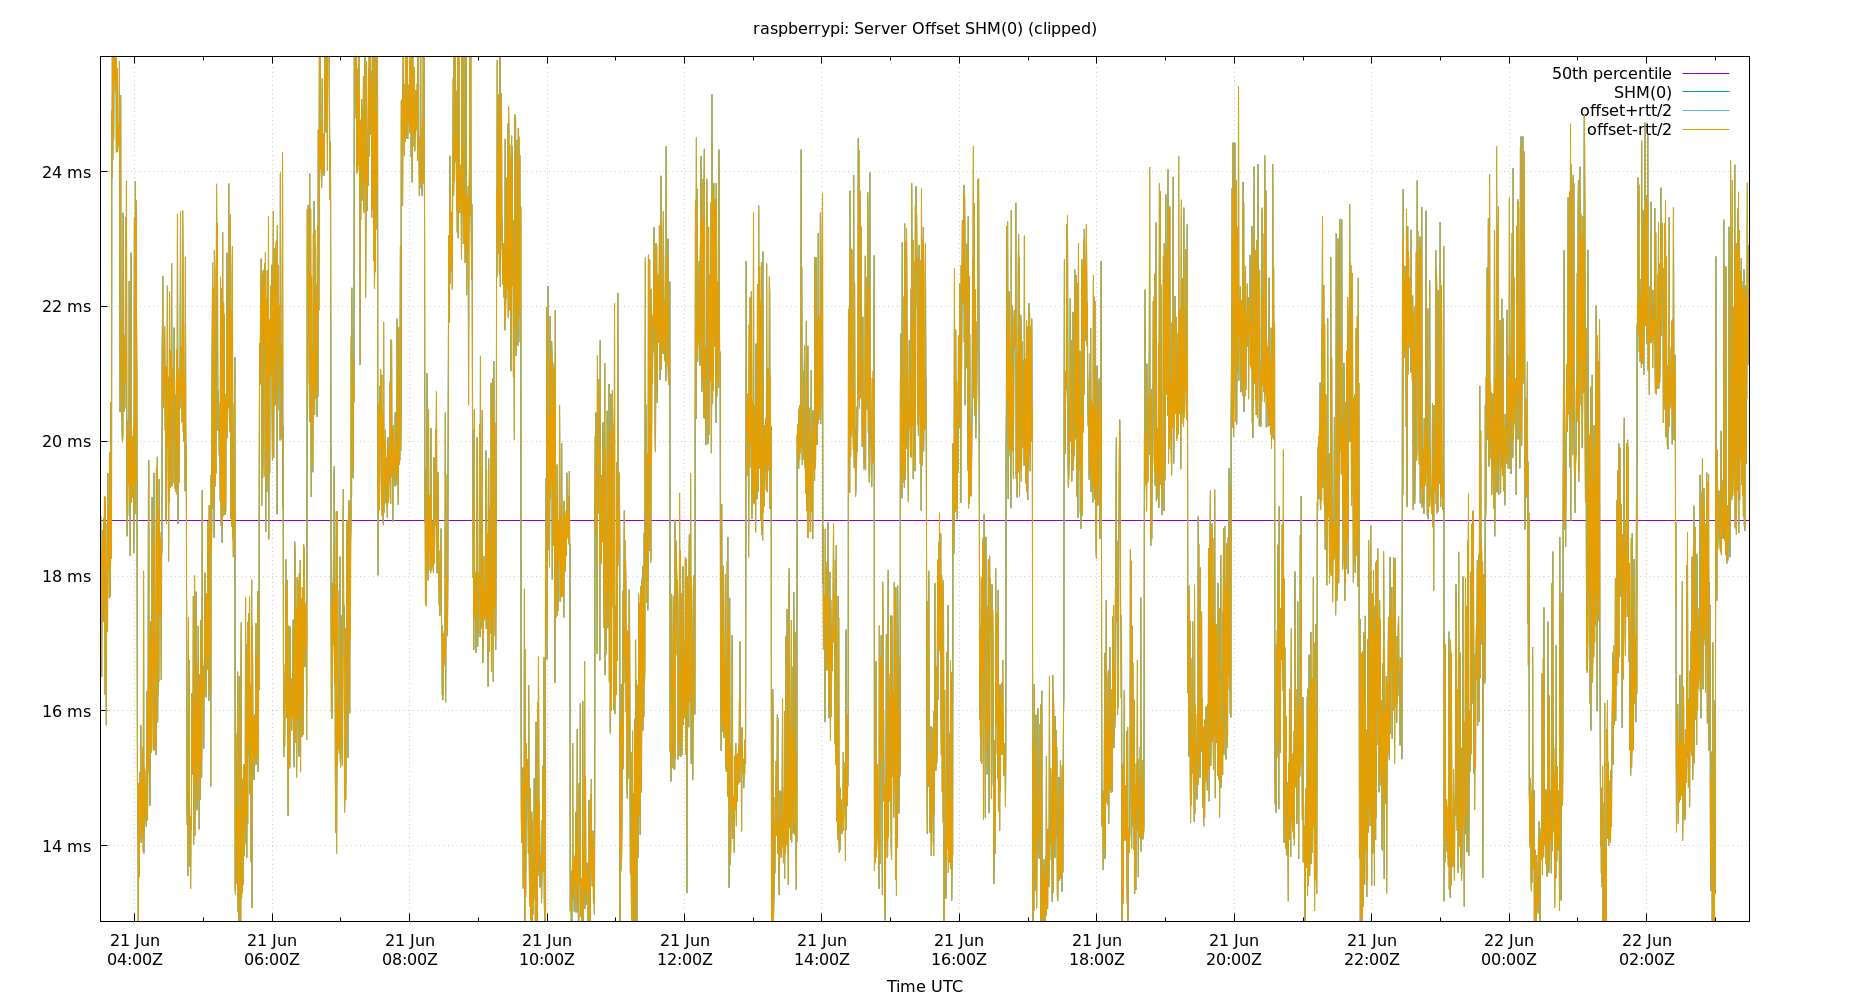 raspberrypi: Server Offset SHM(0) (clipped)
50th percentile
SHM(0)
offset+rtt/2
offset-rtt/2
24 ms
22 ms
20 ms
18 ms
16 ms
14 ms
21 Jun 21 Jun 21 Jun 21 Jun 21 Jun 21 Jun 21 Jun 21 Jun 21 Jun 21 Jun 22 Jun 22 Jun
04:00Z 06:00Z 08:00Z 10:00Z 12:00Z 14:00Z 16:00Z 18:00Z 20:00Z 22:00Z 00:00Z 02:00Z
Time UTC